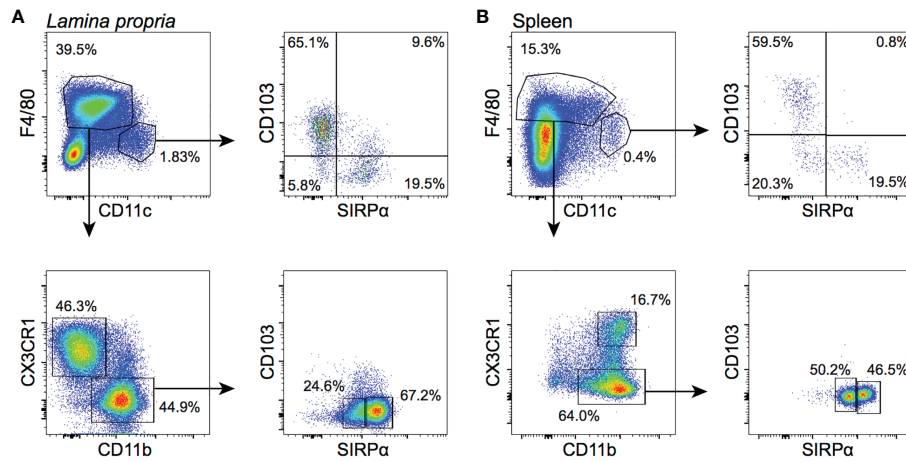 A
Lamina propria
39.5%
1.83%
F4/80
CD11c
65.1%
9.6%
5.8%
19.5%
CD103
SIRPα
46.3%
44.9%
CX3CR1
CD11b
24.6%
67.2%
CD103
SIRPα
B
Spleen
15.3%
0.4%
F4/80
CD11c
59.5%
0.8%
20.3%
19.5%
CD103
SIRPα
16.7%
64.0%
CX3CR1
CD11b
50.2%
46.5%
CD103
SIRPα